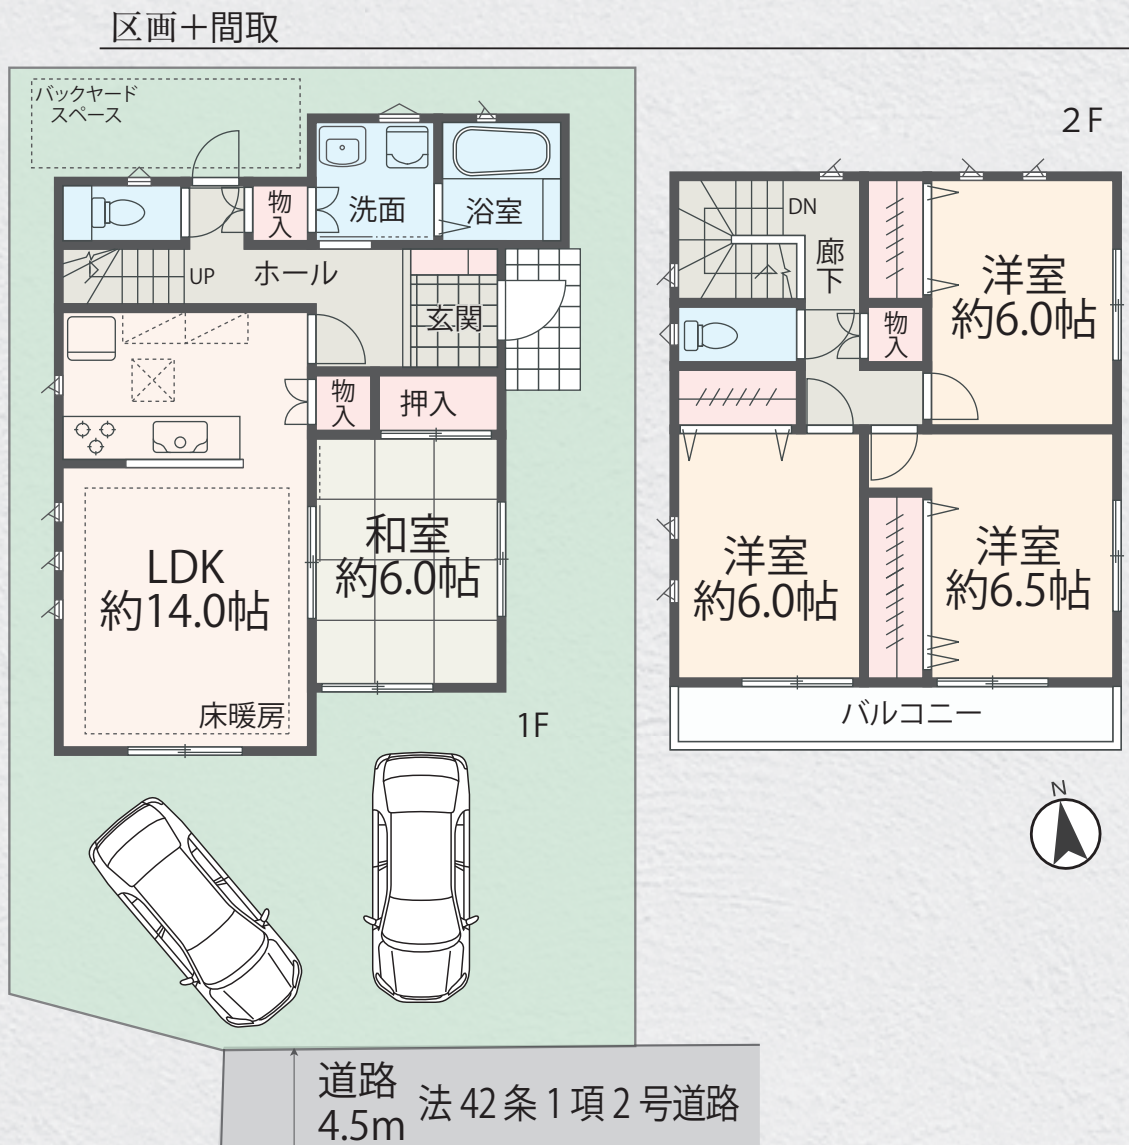 区画＋間取
バックヤード
スペース
2F
物入
洗面
浴室
UP
ホール
玄関
物入
押入
LDK
約14.0帖
和室
約6.0帖
床暖房
1F
DN
廊下
洋室
約6.0帖
物入
洋室
約6.0帖
洋室
約6.5帖
バルコニー
N
道路
4.5m
法42条1項2号道路